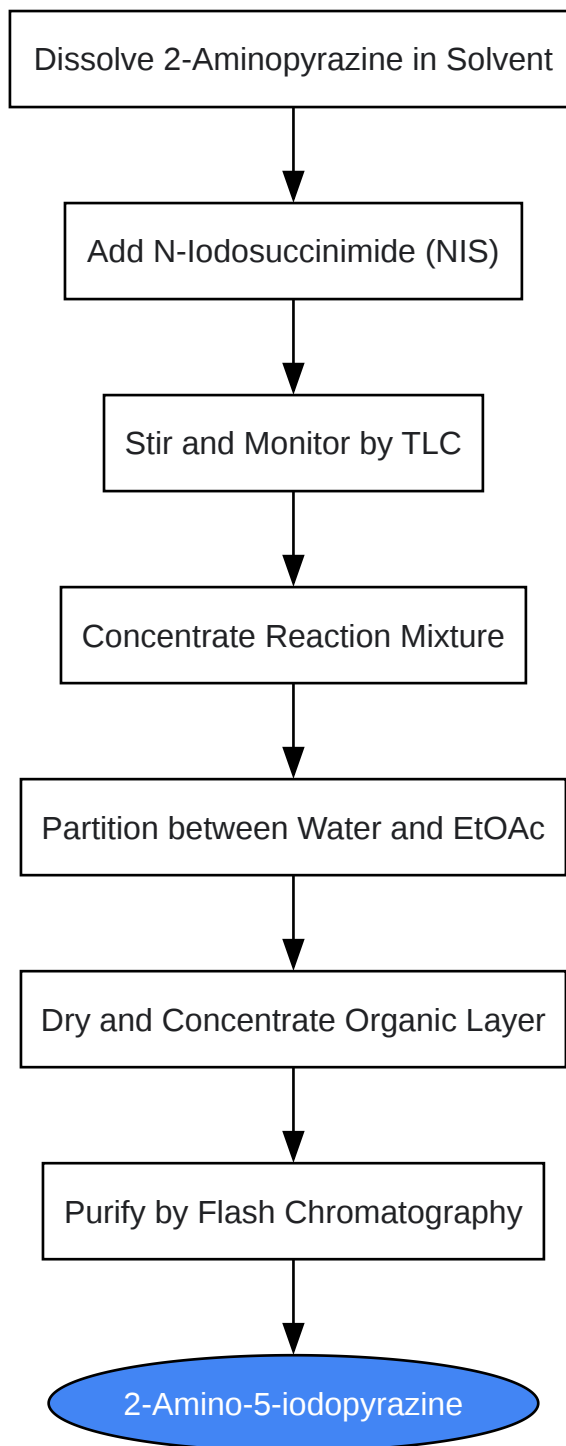 Dissolve 2-Aminopyrazine in Solvent
Add N-Iodosuccinimide (NIS)
Stir and Monitor by TLC
Concentrate Reaction Mixture
Partition between Water and EtOAc
Dry and Concentrate Organic Layer
Purify by Flash Chromatography
2-Amino-5-iodopyrazine